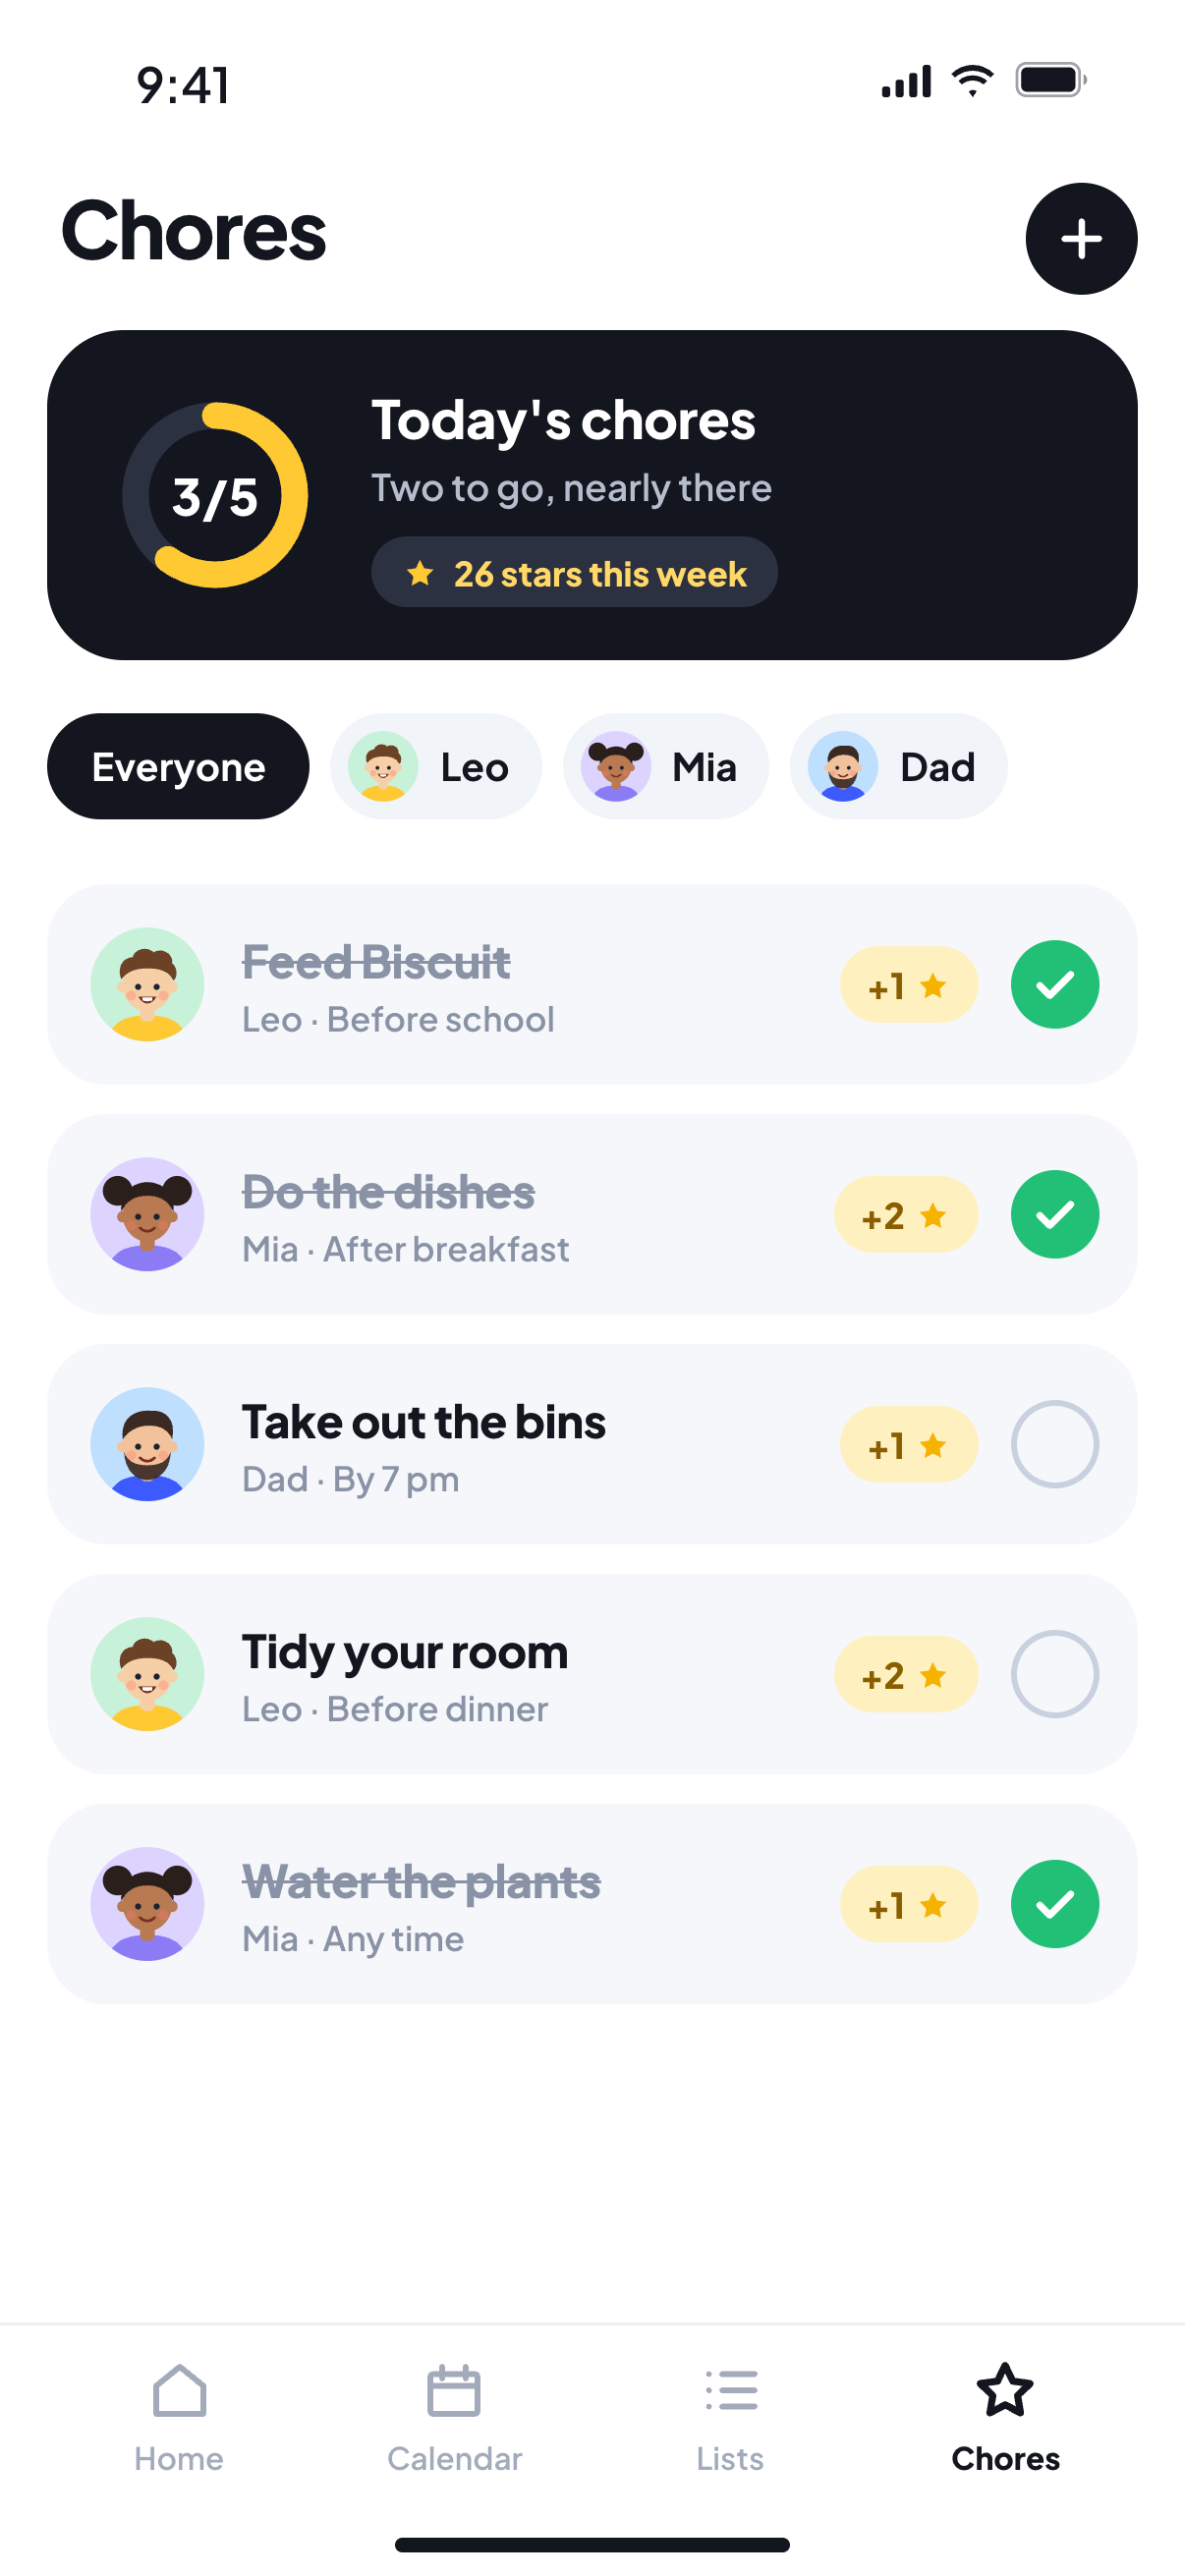 9:41
Chores
3/5
Today's chores
Two to go, nearly there
26 stars this week
Everyone
Leo
Mia
Dad
Feed Biscuit
Leo · Before school
+1
Do the dishes
Mia · After breakfast
+2
Take out the bins
Dad · By 7 pm
+1
Tidy your room
Leo · Before dinner
+2
Water the plants
Mia · Any time
+1
Home
Calendar
Lists
Chores